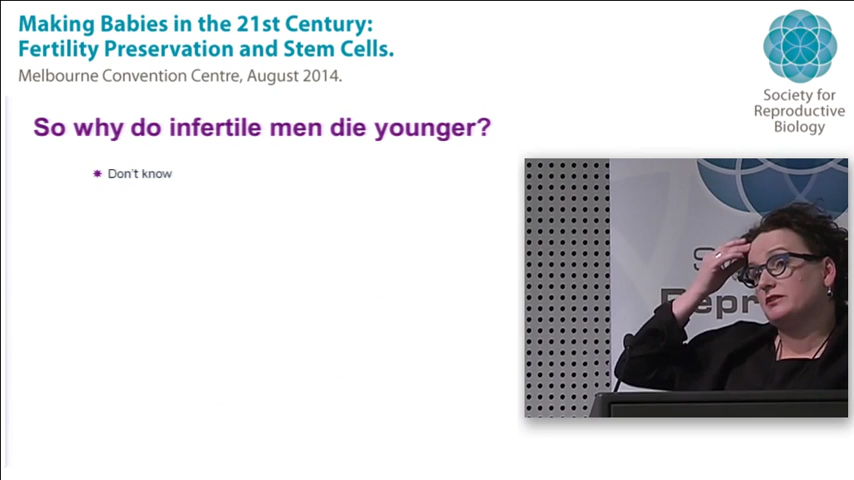 Making Babies in the 21st Century:
Fertility Preservation and Stem Cells.
Melbourne Convention Centre, August 2014.
Society for
Reproductive
Biology
So why do infertile men die younger?
Don't know
S
Repr